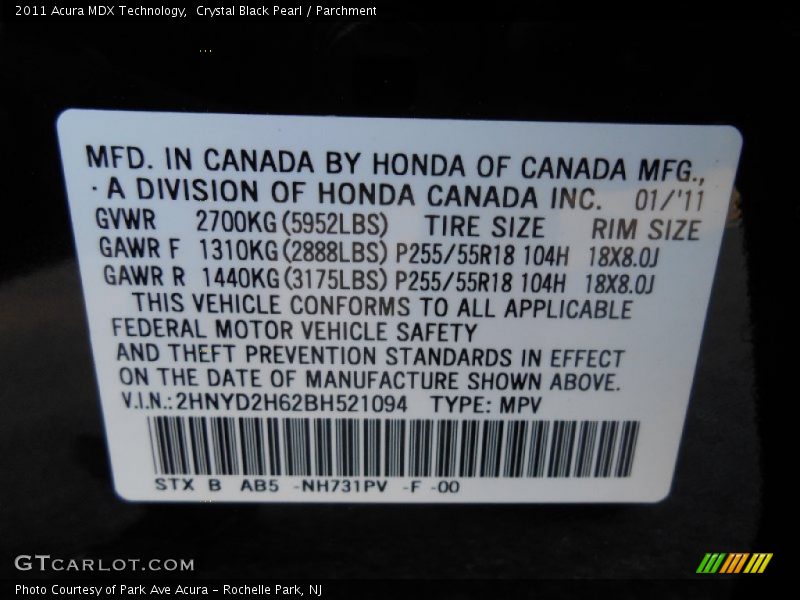 2011 Acura MDX Technology,  Crystal Black Pearl / Parchment
MFD. IN CANADA BY HONDA OF CANADA MFG.,
· A DIVISION OF HONDA CANADA INC. 01/'11
GVWR 2700KG(5952LBS) TIRE SIZE RIM SIZE
GAWR F 1310KG(2888LBS) P255/55R18 104H 18X8.0J
GAWR R 1440KG(3175LBS) P255/55R18 104H 18X8.0J
THIS VEHICLE CONFORMS TO ALL APPLICABLE
FEDERAL MOTOR VEHICLE SAFETY
AND THEFT PREVENTION STANDARDS IN EFFECT
ON THE DATE OF MANUFACTURE SHOWN ABOVE.
V.I.N.:2HNYD2H62BH521094 TYPE: MPV
STX B AB5 -NH731PV -F -00
GTCARLOT.COM
Photo Courtesy of Park Ave Acura - Rochelle Park, NJ